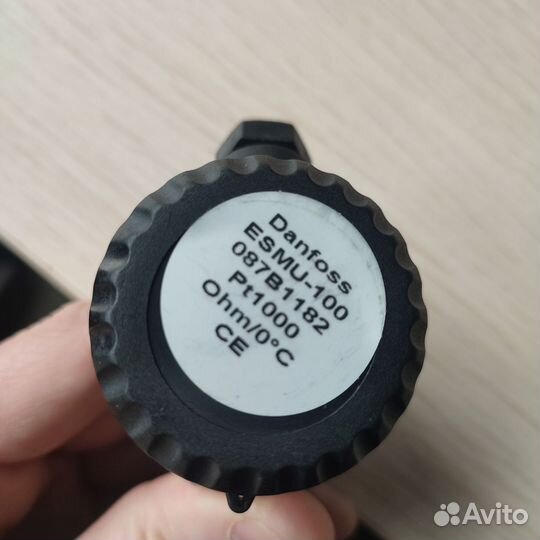 Danfoss
ESMU-100
087B1182
Pt1000
Ohm/0°C
CE
Avito